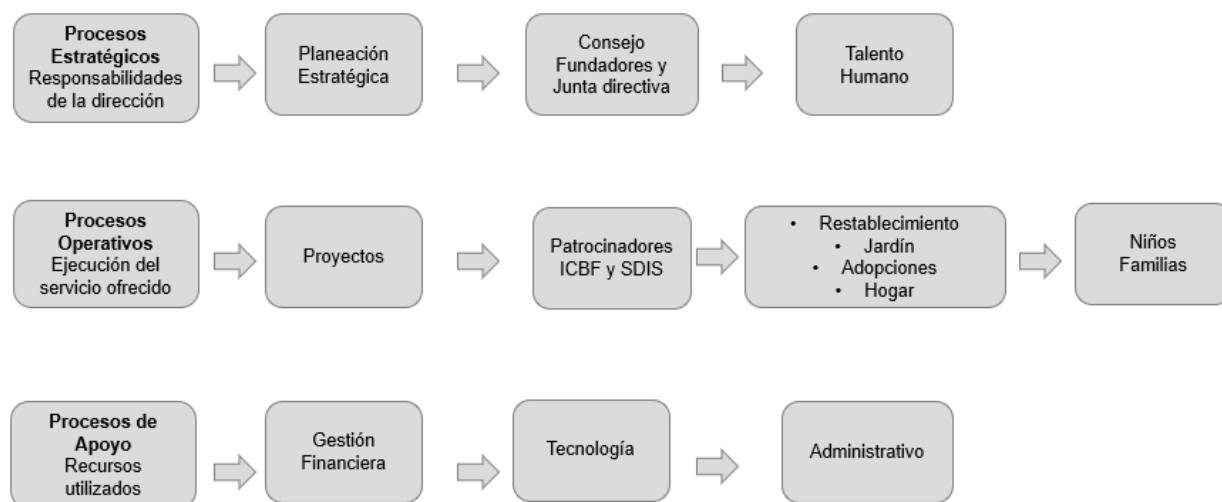 Procesos
Estratégicos
Responsabilidades
de la dirección
Planeación
Estratégica
Consejo
Fundadores y
Junta directiva
Talento
Humano
Procesos
Operativos
Ejecución del
servicio ofrecido
Proyectos
Patrocinadores
ICBF y SDIS
• Restablecimiento
• Jardín
• Adopciones
• Hogar
Niños
Familias
Procesos de
Apoyo
Recursos
utilizados
Gestión
Financiera
Tecnología
Administrativo